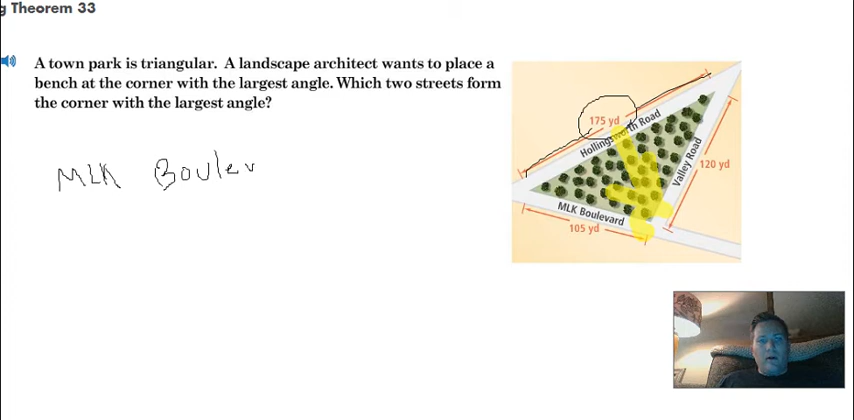 g Theorem 33
A town park is triangular. A landscape architect wants to place a
bench at the corner with the largest angle. Which two streets form
the corner with the largest angle?
MLK Boulev
175 yd
Hollingsworth Road
Valley Road
120 yd
MLK Boulevard
105 yd